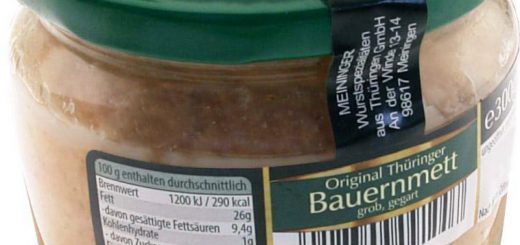 MEININGER
Wurstspezialitäten
aus Thüringen GmbH
An der Winde 13-14
98617 Meiningen
e300
Original Thüringer
Bauernmett
grob, gegart
100 g enthalten durchschnittlich
Brennwert 1200 kJ / 290 kcal
Fett 26g
-davon gesättigte Fettsäuren 9,4g
Kohlenhydrate 1g
-davon